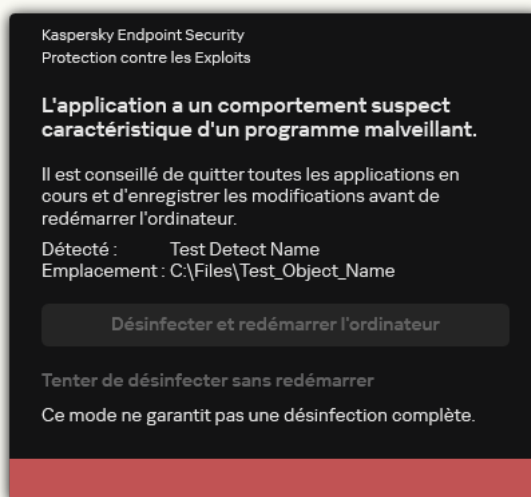 Kaspersky Endpoint Security
Protection contre les Exploits
L'application a un comportement suspect
caractéristique d'un programme malveillant.
Il est conseillé de quitter toutes les applications en
cours et d'enregistrer les modifications avant de
redémarrer l'ordinateur.
Détecté : Test Detect Name
Emplacement : C:\Files\Test_Object_Name
Désinfecter et redémarrer l'ordinateur
Tenter de désinfecter sans redémarrer
Ce mode ne garantit pas une désinfection complète.